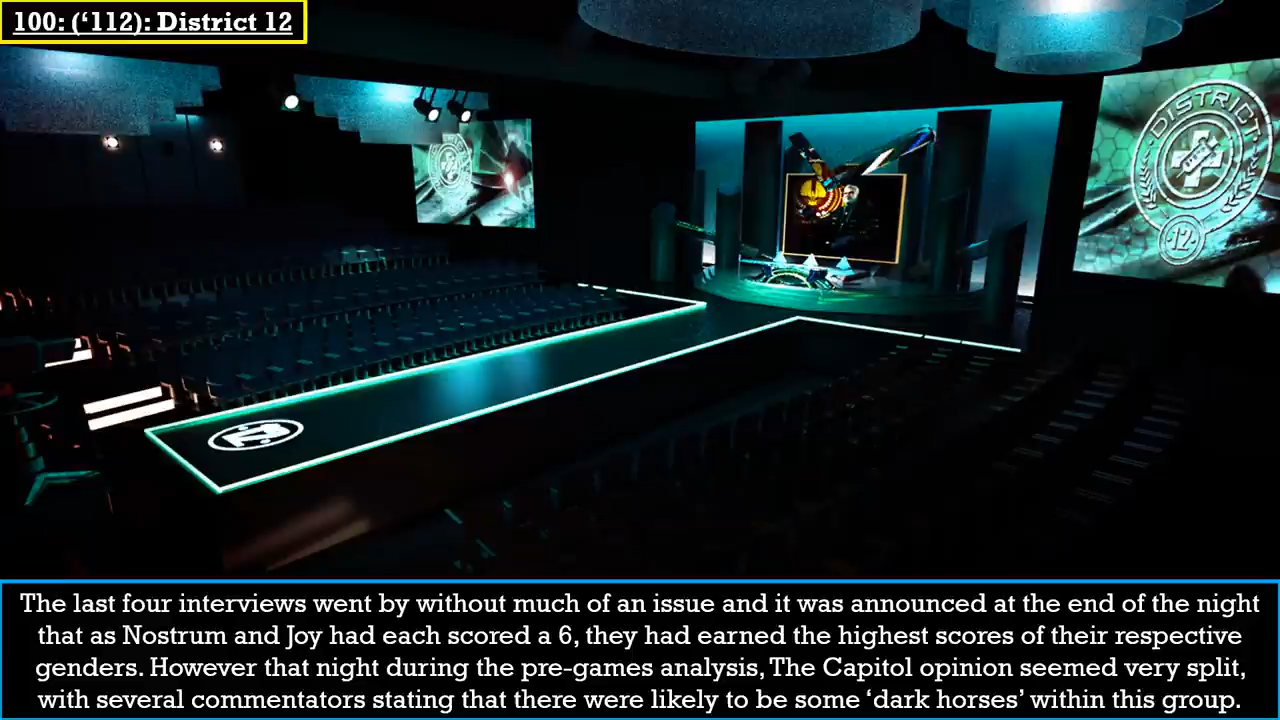 100: (‘112): District 12
DISTRICT
12
12
The last four interviews went by without much of an issue and it was announced at the end of the night
that as Nostrum and Joy had each scored a 6, they had earned the highest scores of their respective
genders. However that night during the pre-games analysis, The Capitol opinion seemed very split,
with several commentators stating that there were likely to be some ‘dark horses’ within this group.